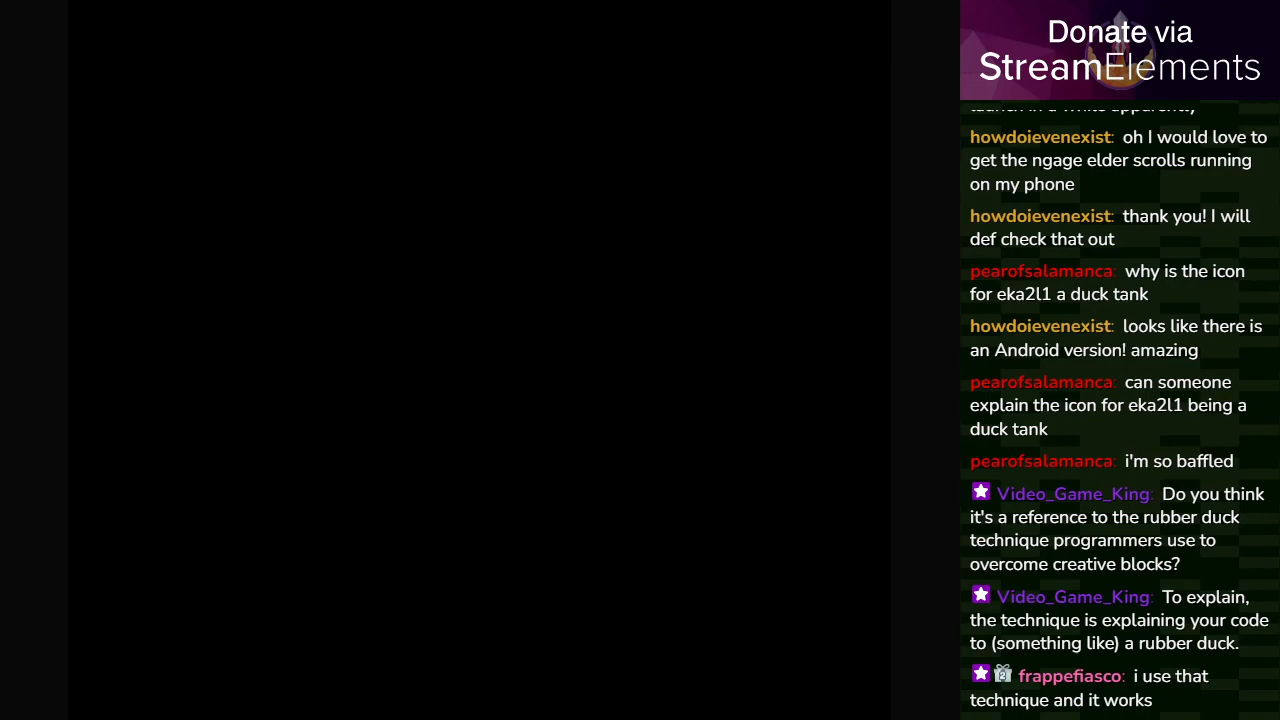 Donate via
StreamElements
launch in a while apparently
howdoievenexist: oh I would love to
get the ngage elder scrolls running
on my phone
howdoievenexist: thank you! I will
def check that out
pearofsalamanca: why is the icon
for eka2l1 a duck tank
howdoievenexist: looks like there is
an Android version! amazing
pearofsalamanca: can someone
explain the icon for eka2l1 being a
duck tank
pearofsalamanca: i'm so baffled
Video_Game_King: Do you think
it's a reference to the rubber duck
technique programmers use to
overcome creative blocks?
Video_Game_King: To explain,
the technique is explaining your code
to (something like) a rubber duck.
2 frappefiasco: i use that
technique and it works